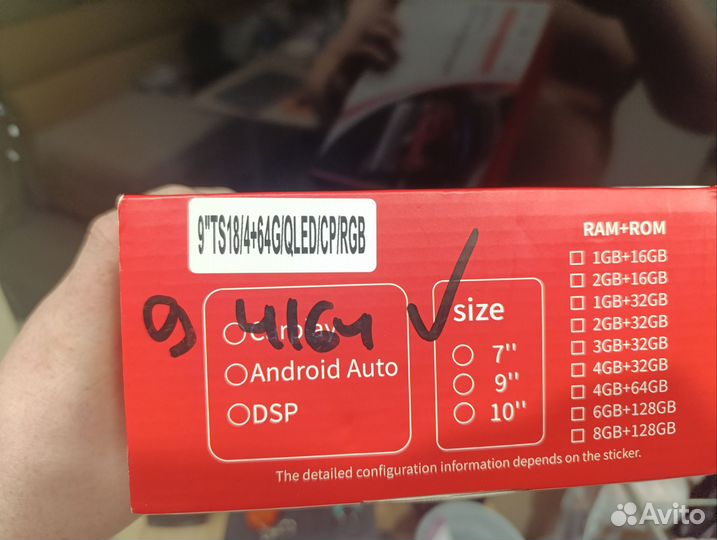 9"TS18/4+64G/QLED/CP/RGB
9 4/64 ✓
Carplay
Android Auto
DSP
size
7''
9''
10''
RAM+ROM
1GB+16GB
2GB+16GB
1GB+32GB
2GB+32GB
3GB+32GB
4GB+32GB
4GB+64GB
6GB+128GB
8GB+128GB
The detailed configuration information depends on the sticker.
Avito